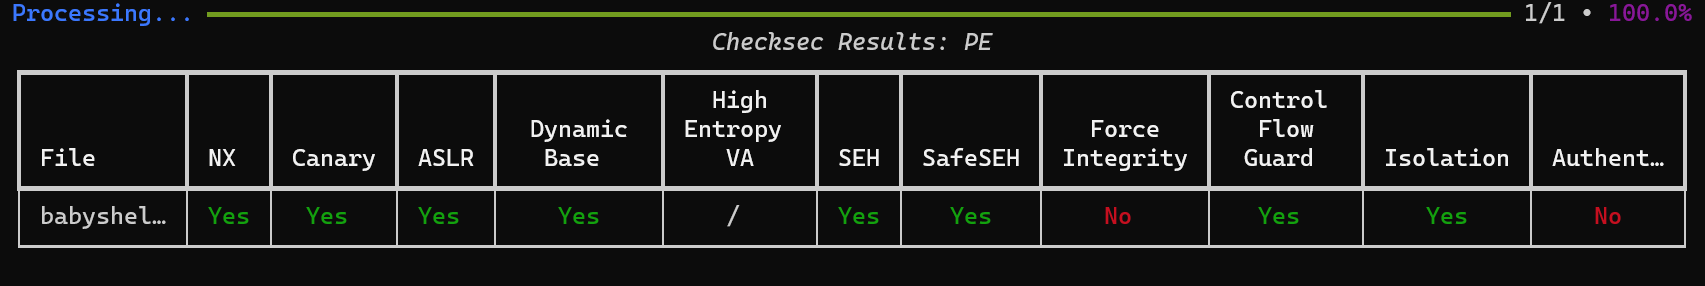 Processing... 1/1 • 100.0%
Checksec Results: PE
High Control
Dynamic Entropy Force Flow
File NX Canary ASLR Base VA SEH SafeSEH Integrity Guard Isolation Authent…
babyshel… Yes Yes Yes Yes / Yes Yes No Yes Yes No